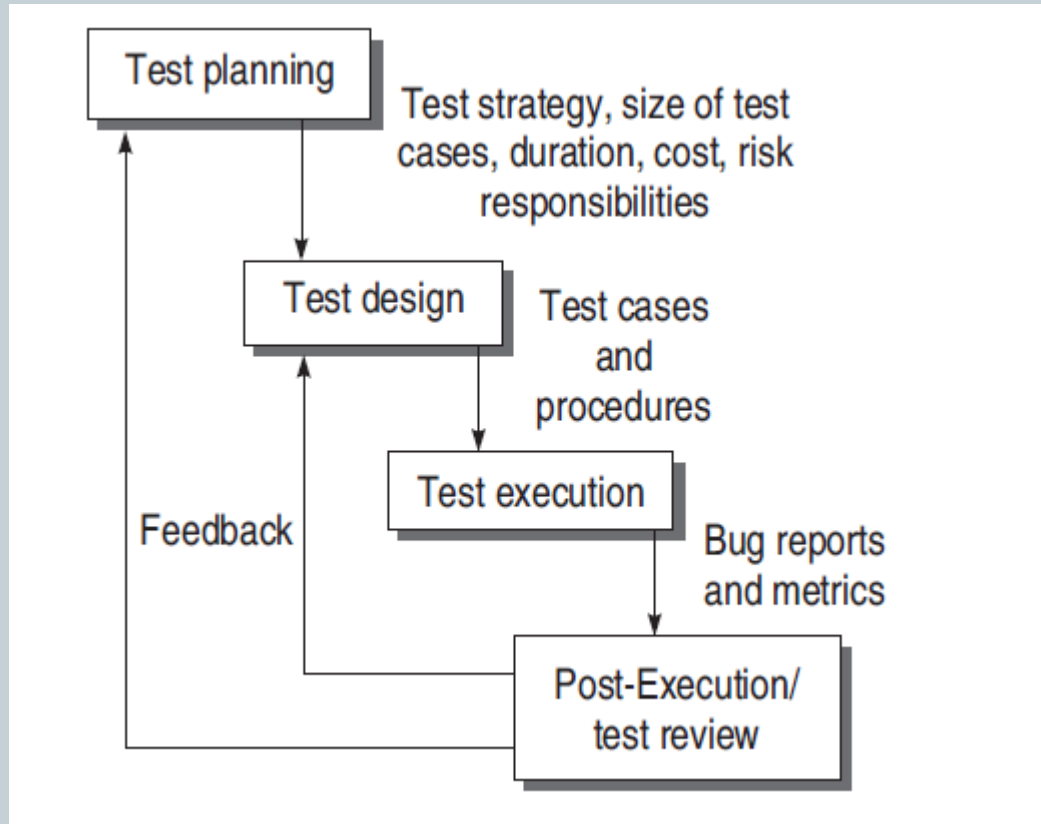 Test planning
Test strategy, size of test
cases, duration, cost, risk
responsibilities
Test design
Test cases
and
procedures
Test execution
Feedback
Bug reports
and metrics
Post-Execution/
test review